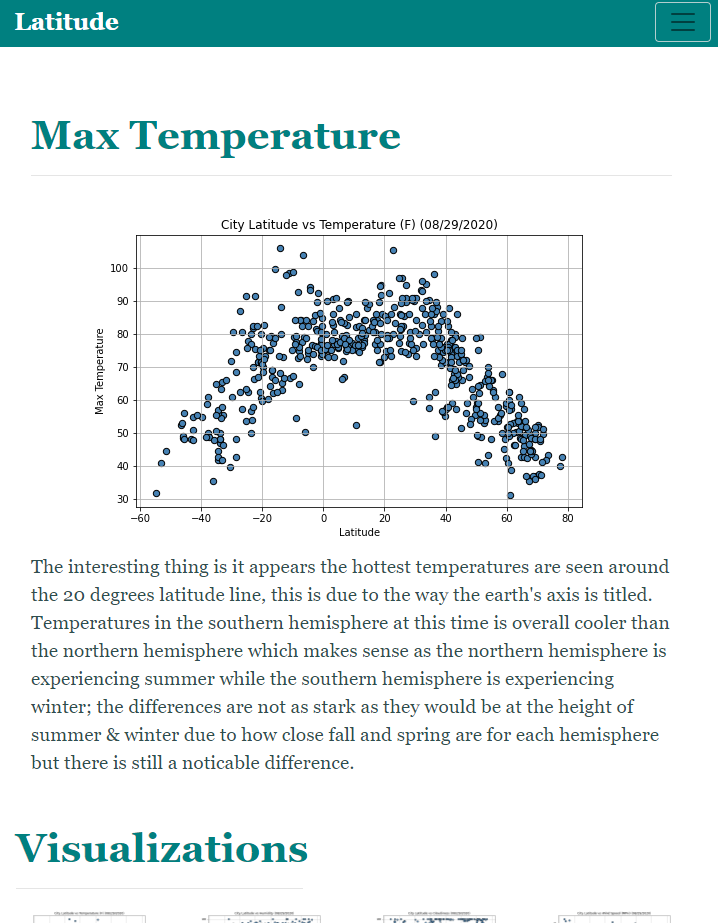 Latitude
Max Temperature
City Latitude vs Temperature (F) (08/29/2020)
100
90
80
70
60
50
40
30
Max Temperature
−60 −40 −20 0 20 40 60 80
Latitude
The interesting thing is it appears the hottest temperatures are seen around
the 20 degrees latitude line, this is due to the way the earth's axis is titled.
Temperatures in the southern hemisphere at this time is overall cooler than
the northern hemisphere which makes sense as the northern hemisphere is
experiencing summer while the southern hemisphere is experiencing
winter; the differences are not as stark as they would be at the height of
summer & winter due to how close fall and spring are for each hemisphere
but there is still a noticable difference.
Visualizations